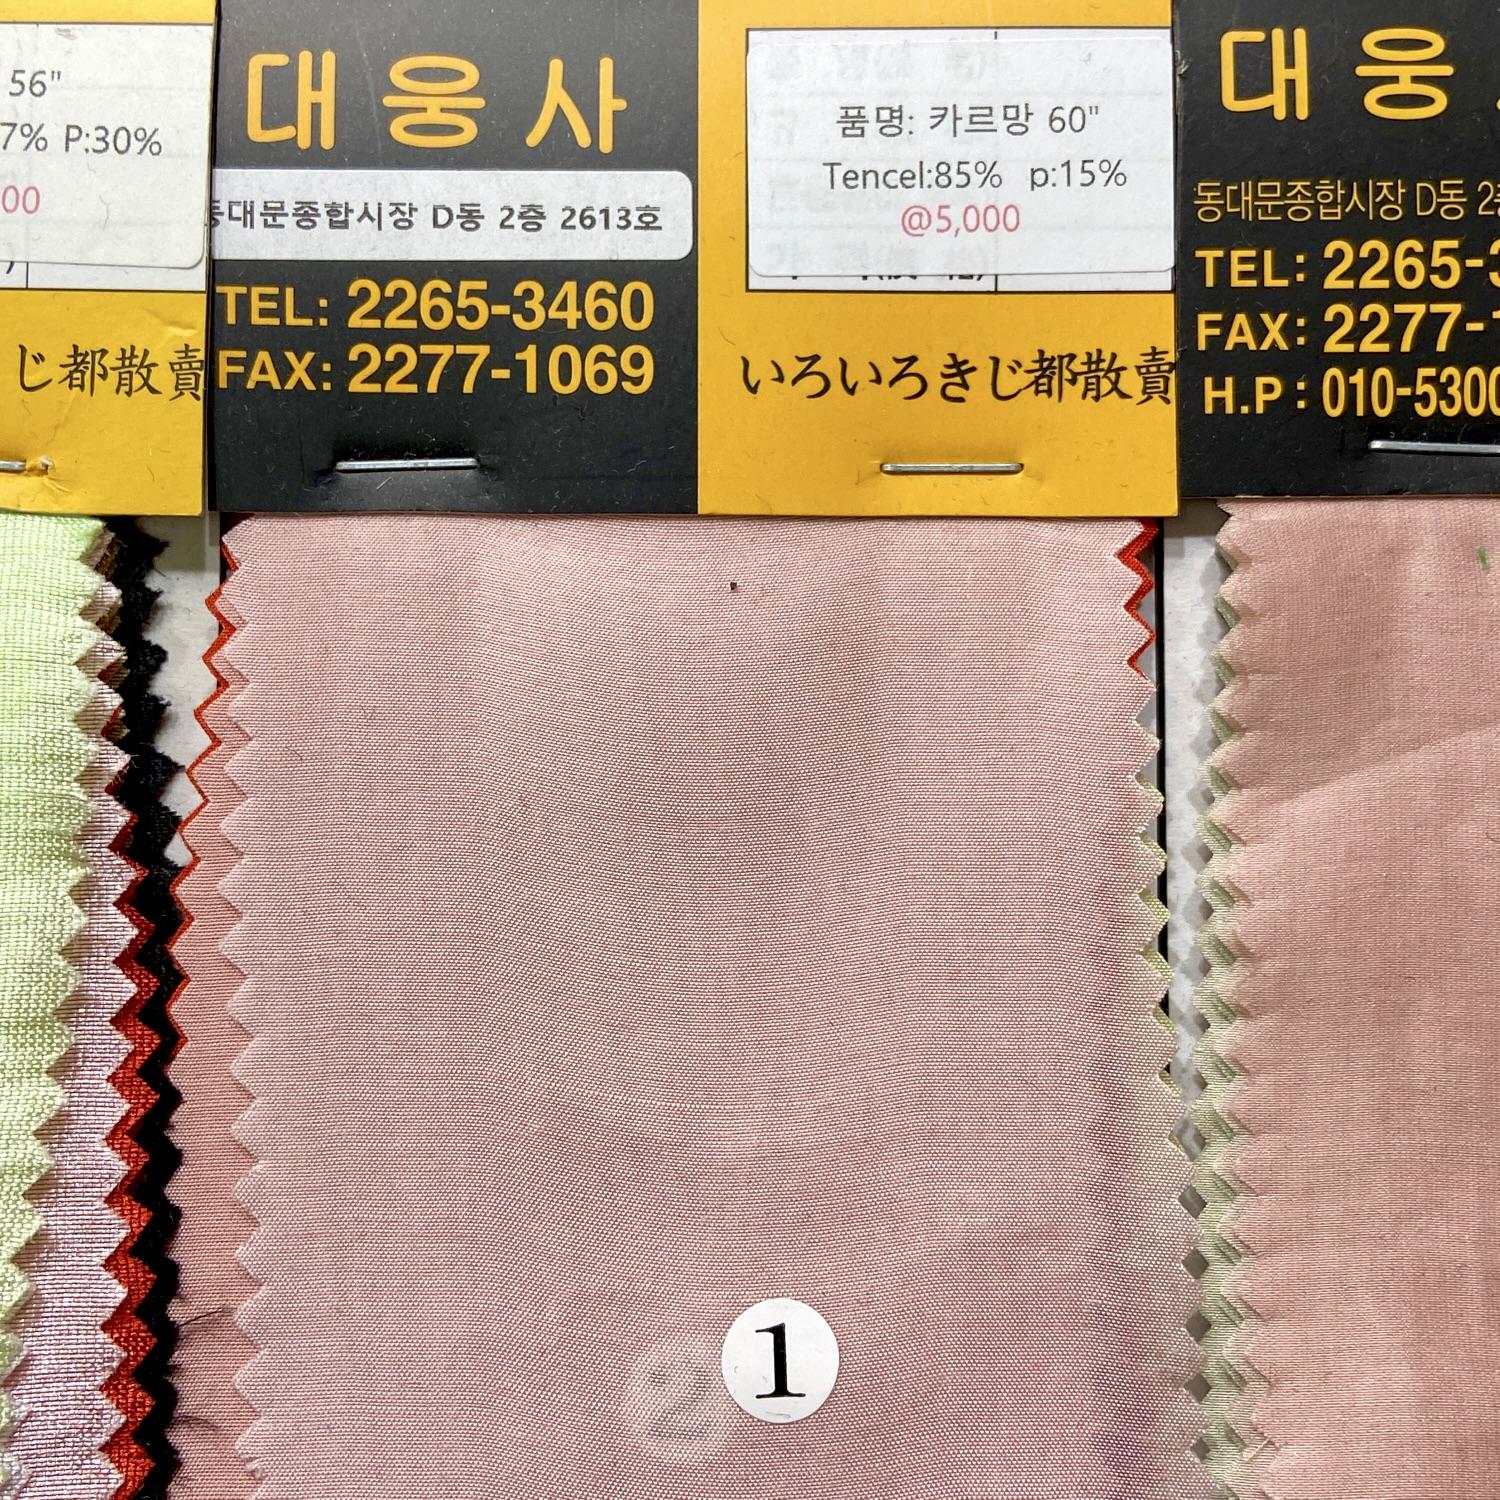 56"
7% P:30%
00
じ都散賣
대웅사
동대문종합시장 D동 2층 2613호
TEL: 2265-3460
FAX: 2277-1069
품명: 카르망 60"
Tencel:85% p:15%
@5,000
いろいろきじ都散賣
대웅
동대문종합시장 D동
TEL: 2265-
FAX: 2277-
H.P : 010-5300
1
2